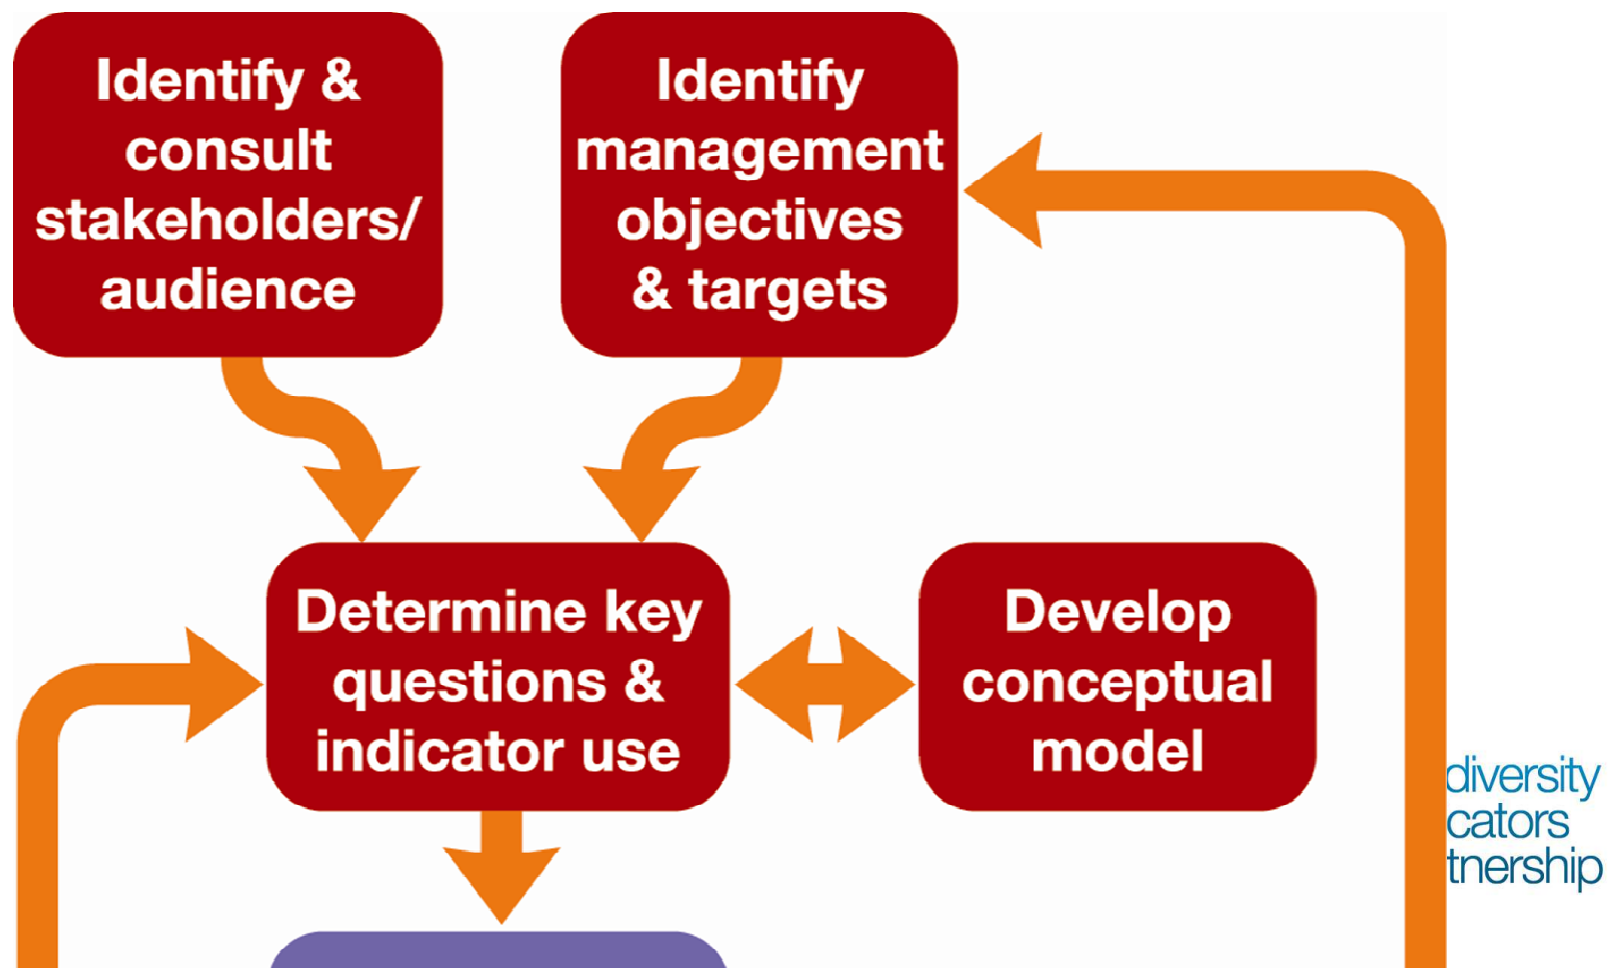 Identify &
consult
stakeholders/
audience
Identify
management
objectives
& targets
Determine key
questions &
indicator use
Develop
conceptual
model
diversity
cators
tnership